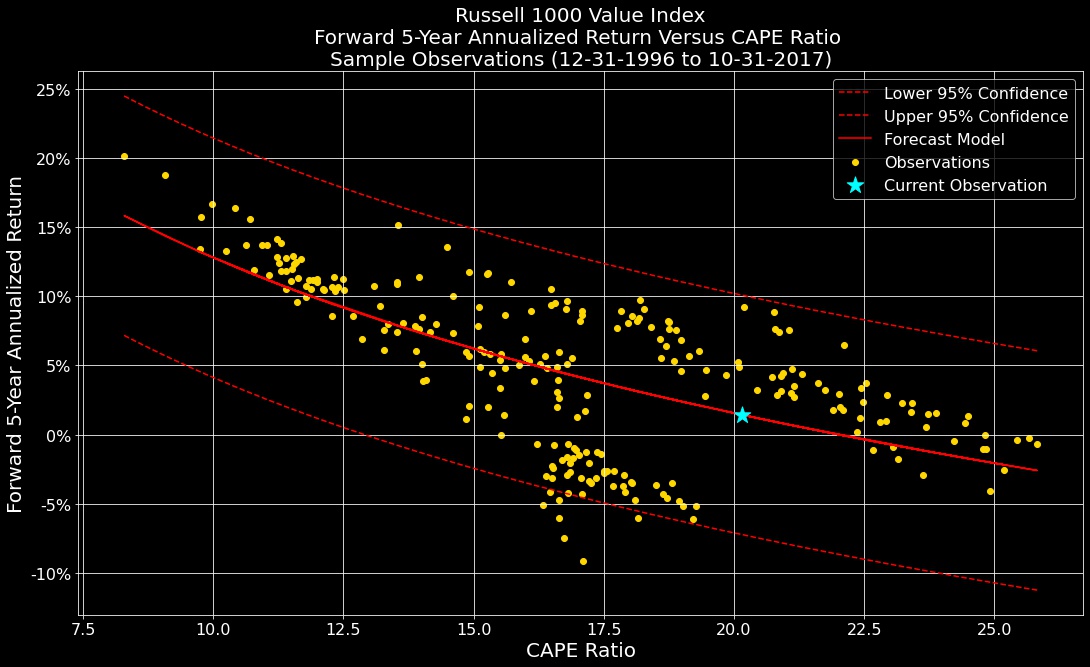 Russell 1000 Value Index
Forward 5-Year Annualized Return Versus CAPE Ratio
Sample Observations (12-31-1996 to 10-31-2017)
Lower 95% Confidence
Upper 95% Confidence
Forecast Model
Observations
Current Observation
Forward 5-Year Annualized Return
25%
20%
15%
10%
5%
0%
-5%
-10%
7.5 10.0 12.5 15.0 17.5 20.0 22.5 25.0
CAPE Ratio